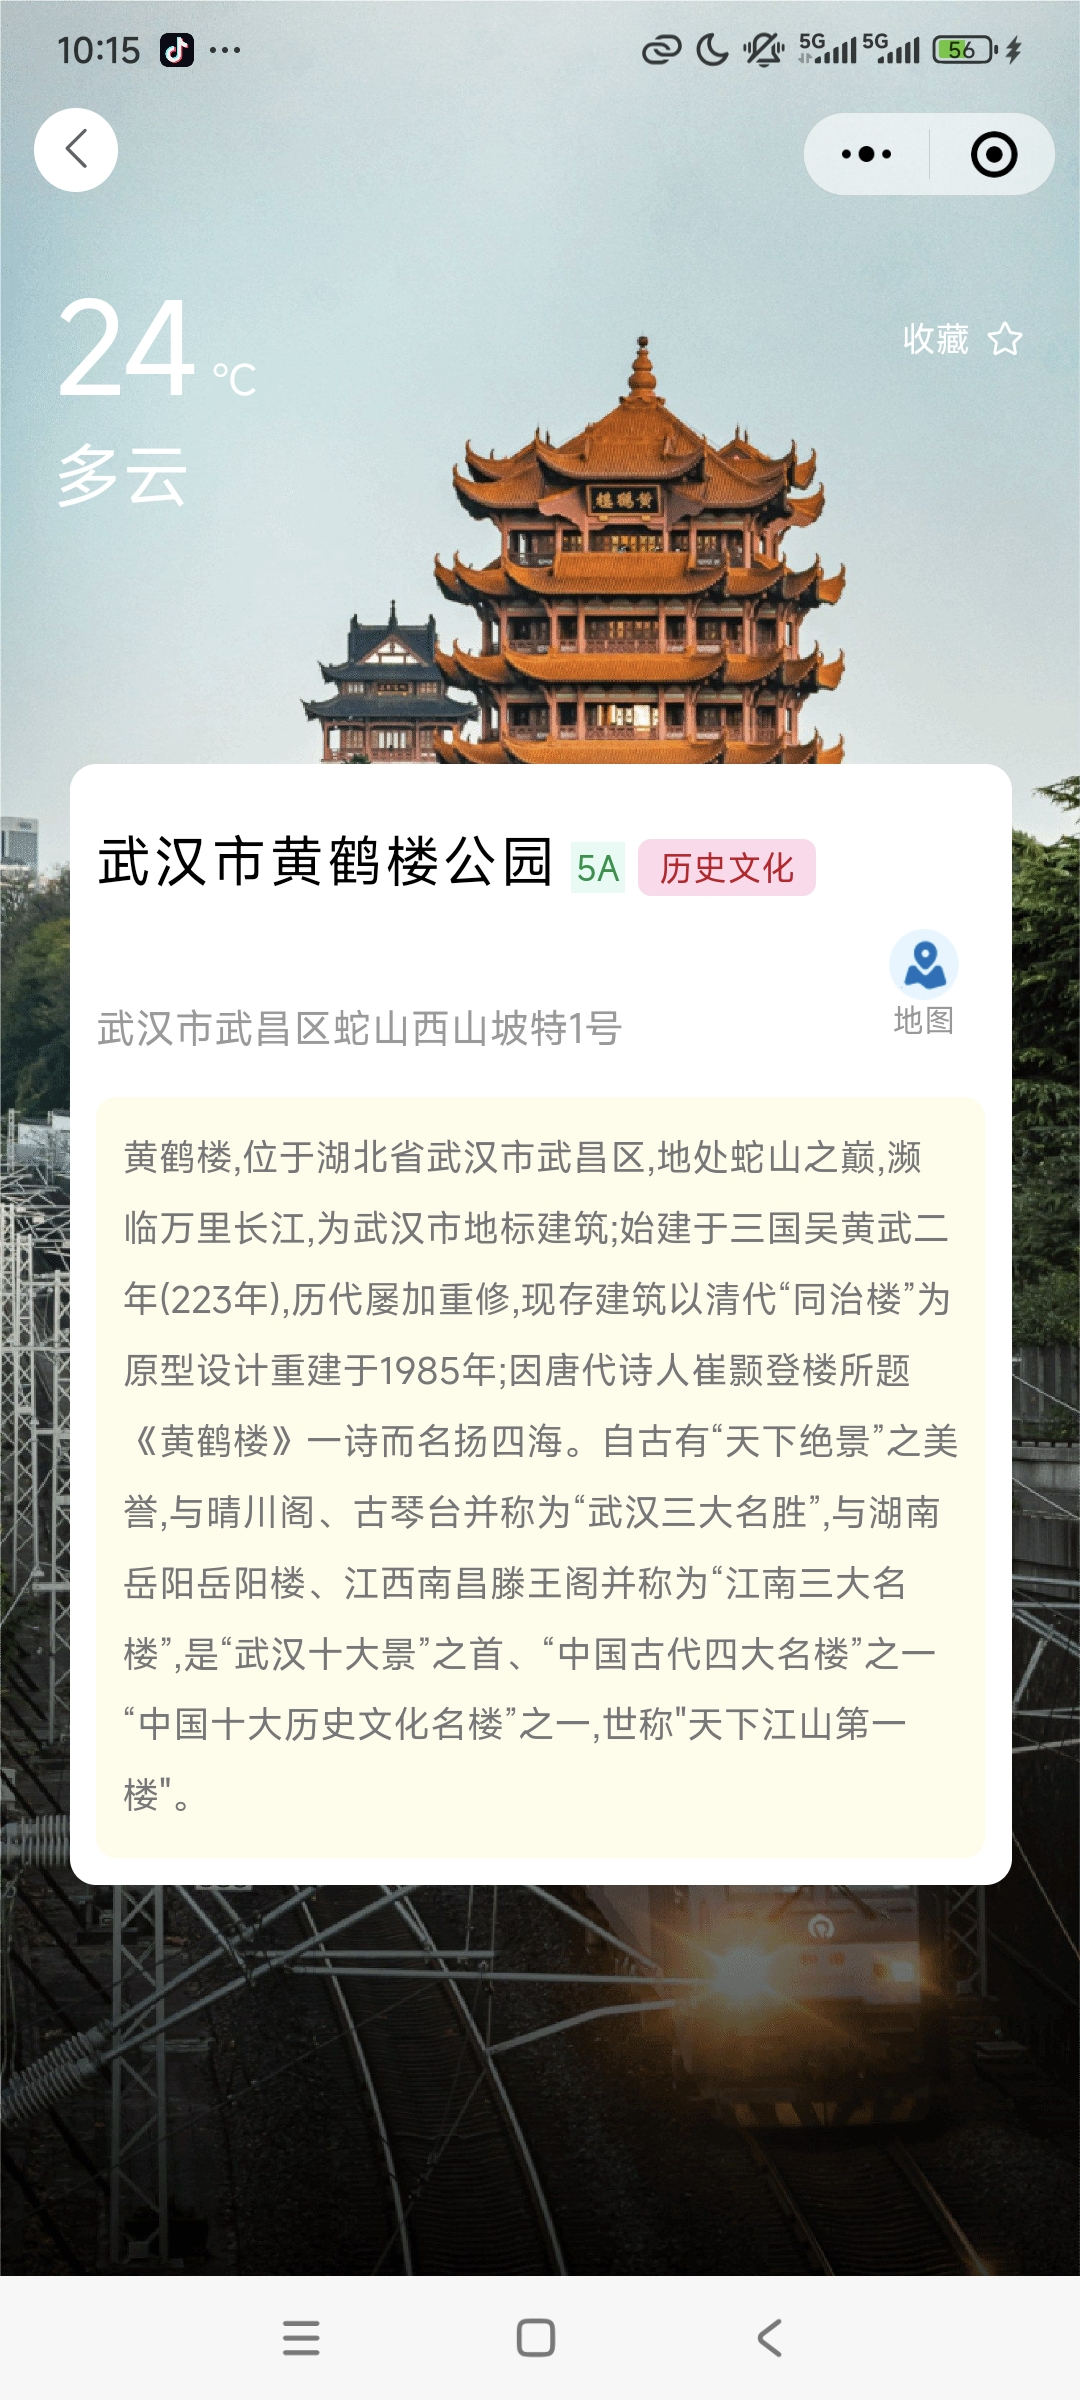 10:15
5G 5G 56
24 ℃
收藏
多云
黄鹤楼
武汉市黄鹤楼公园 5A 历史文化
武汉市武昌区蛇山西山坡特1号
地图
黄鹤楼,位于湖北省武汉市武昌区,地处蛇山之巅,濒
临万里长江,为武汉市地标建筑;始建于三国吴黄武二
年(223年),历代屡加重修,现存建筑以清代“同治楼”为
原型设计重建于1985年;因唐代诗人崔颢登楼所题
《黄鹤楼》一诗而名扬四海。自古有“天下绝景”之美
誉,与晴川阁、古琴台并称为“武汉三大名胜”,与湖南
岳阳岳阳楼、江西南昌滕王阁并称为“江南三大名
楼”,是“武汉十大景”之首、“中国古代四大名楼”之一
“中国十大历史文化名楼”之一,世称"天下江山第一
楼"。